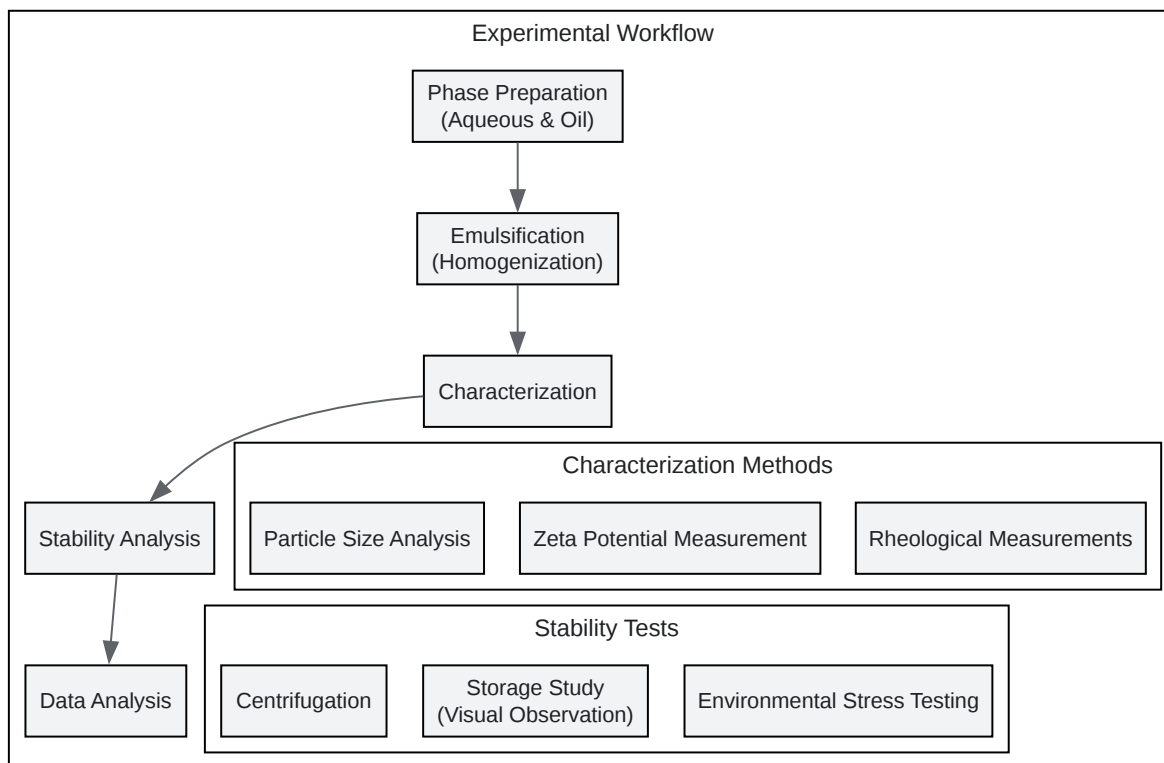 Experimental Workflow
Phase Preparation
(Aqueous & Oil)
Emulsification
(Homogenization)
Characterization
Characterization Methods
Stability Analysis
Particle Size Analysis
Zeta Potential Measurement
Rheological Measurements
Stability Tests
Data Analysis
Centrifugation
Storage Study
(Visual Observation)
Environmental Stress Testing